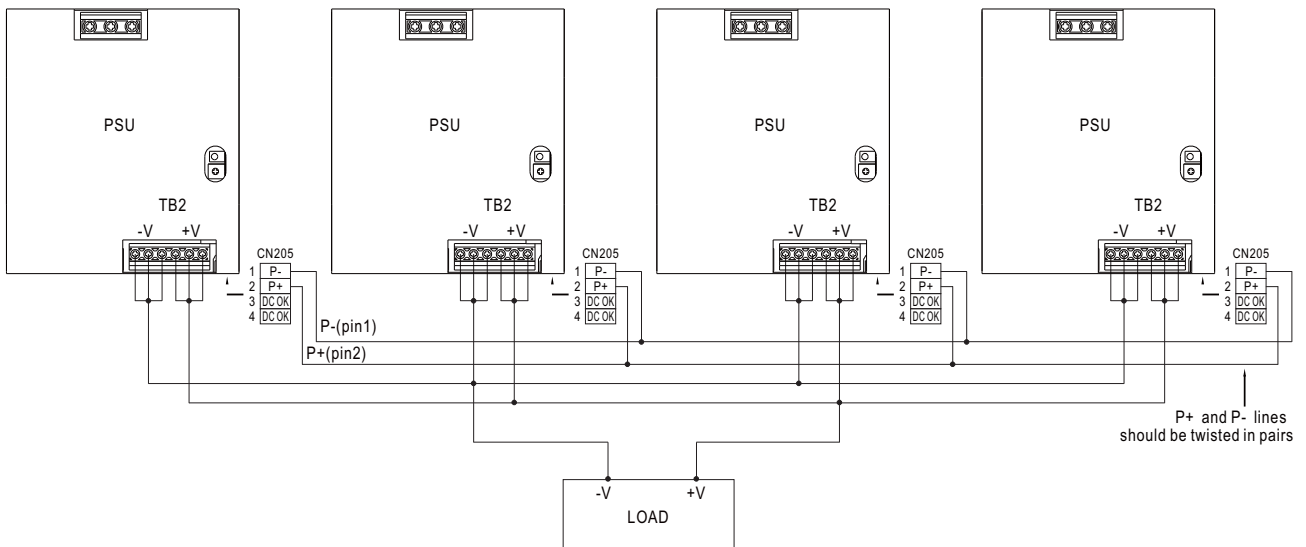 PSU
PSU
PSU
PSU
TB2
TB2
TB2
TB2
-V +V
-V +V
-V +V
-V +V
CN205
1 P-
2 P+
3 DC OK
4 DC OK
CN205
1 P-
2 P+
3 DC OK
4 DC OK
CN205
1 P-
2 P+
3 DC OK
4 DC OK
CN205
1 P-
2 P+
3 DC OK
4 DC OK
P-(pin1)
P+(pin2)
P+ and P- lines
should be twisted in pairs
-V +V
LOAD